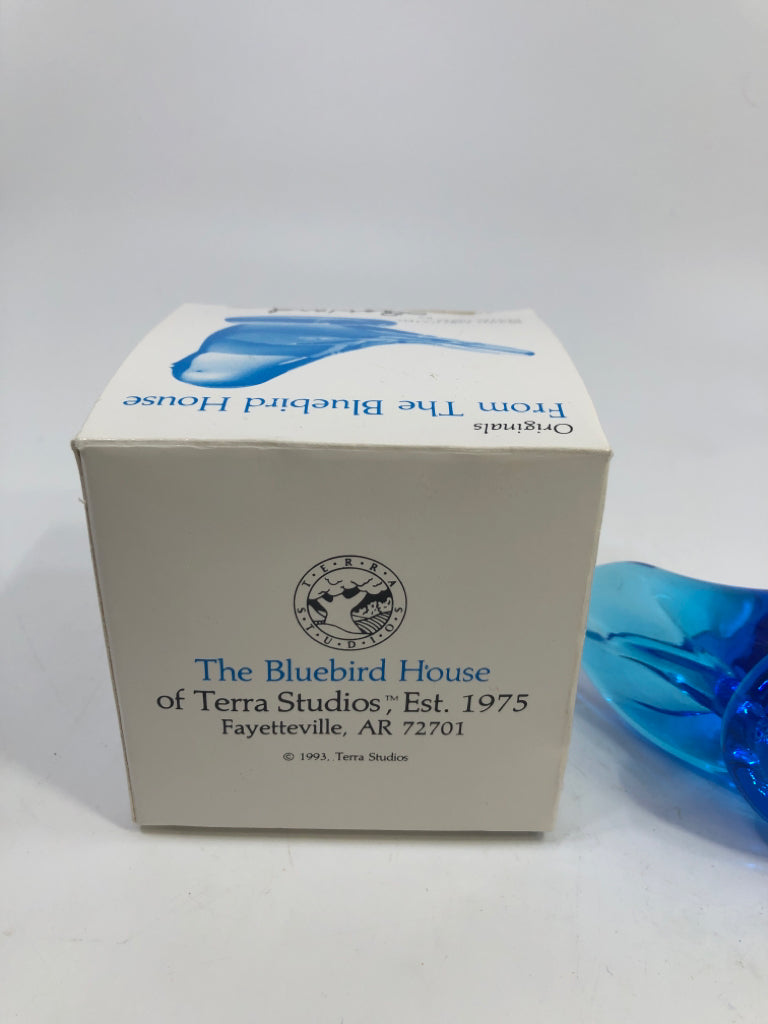 From The Bluebird House
Originals
TERRA STUDIOS
The Bluebird House
of Terra Studios,™ Est. 1975
Fayetteville, AR 72701
© 1993, Terra Studios